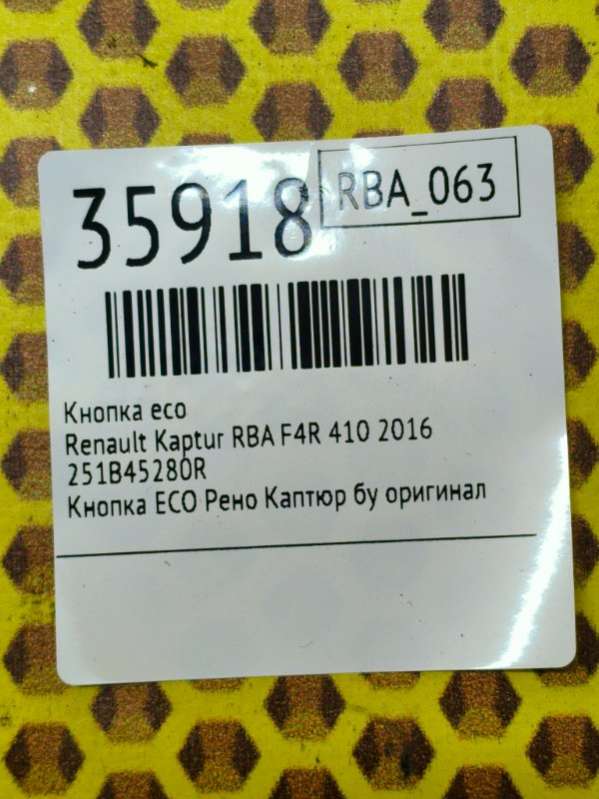 35918
RBA_063
Кнопка eco
Renault Kaptur RBA F4R 410 2016
251B45280R
Кнопка ECO Рено Каптюр бу оригинал